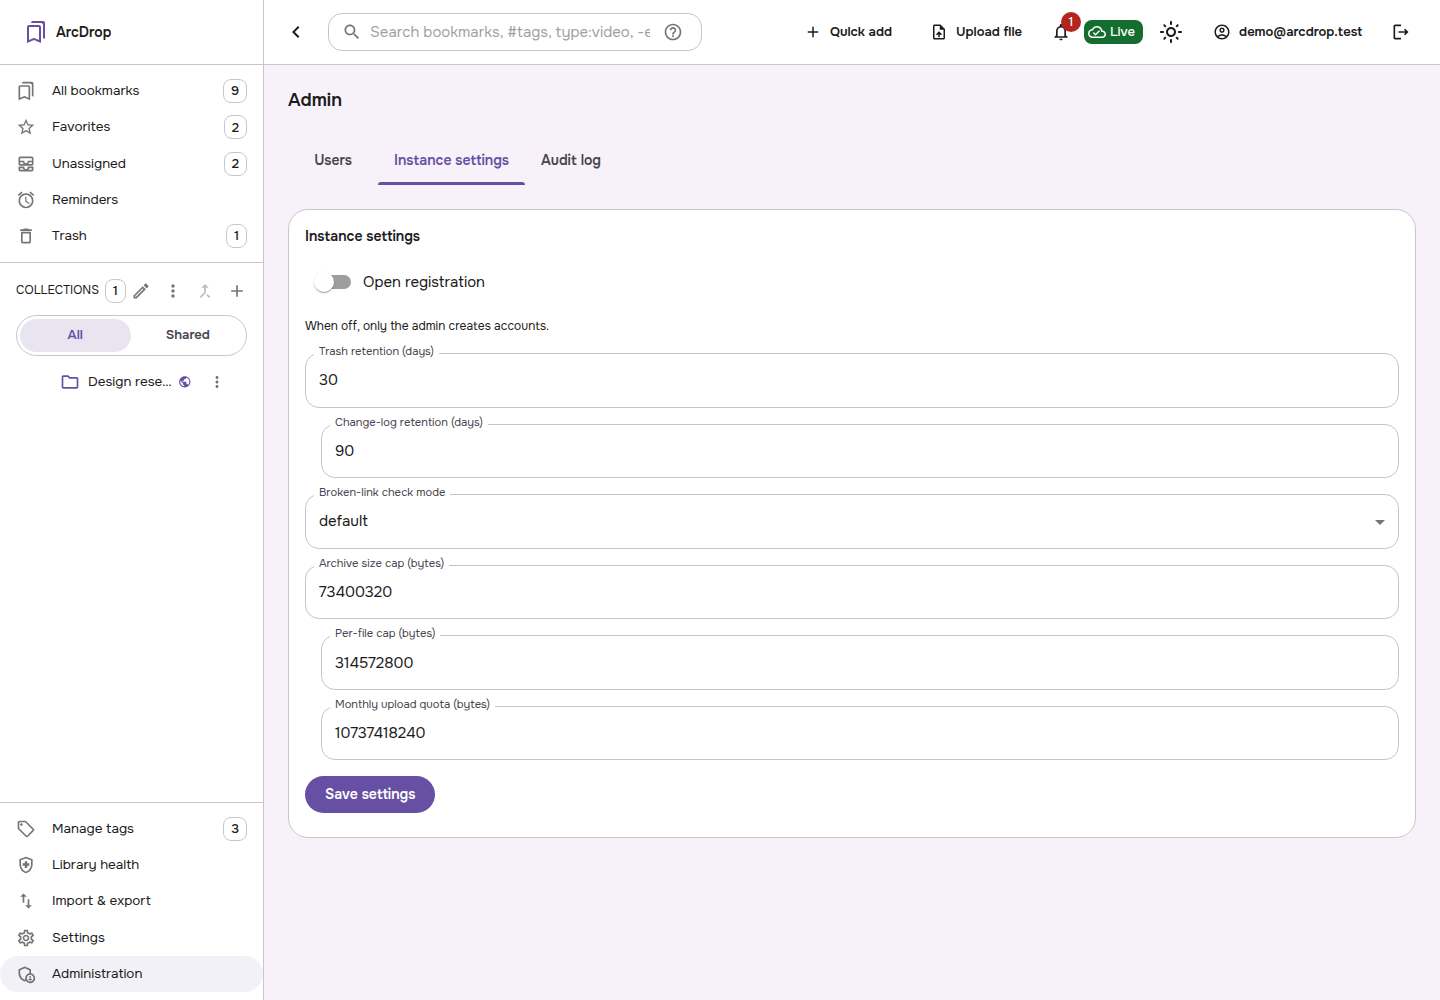 ArcDrop
Search bookmarks, #tags, type:video, -e
Quick add
Upload file
1
Live
demo@arcdrop.test
All bookmarks 9
Favorites 2
Unassigned 2
Reminders
Trash 1
COLLECTIONS 1
All Shared
Design rese...
Manage tags 3
Library health
Import & export
Settings
Administration
Admin
Users Instance settings Audit log
Instance settings
Open registration
When off, only the admin creates accounts.
Trash retention (days)
30
Change-log retention (days)
90
Broken-link check mode
default
Archive size cap (bytes)
73400320
Per-file cap (bytes)
314572800
Monthly upload quota (bytes)
10737418240
Save settings